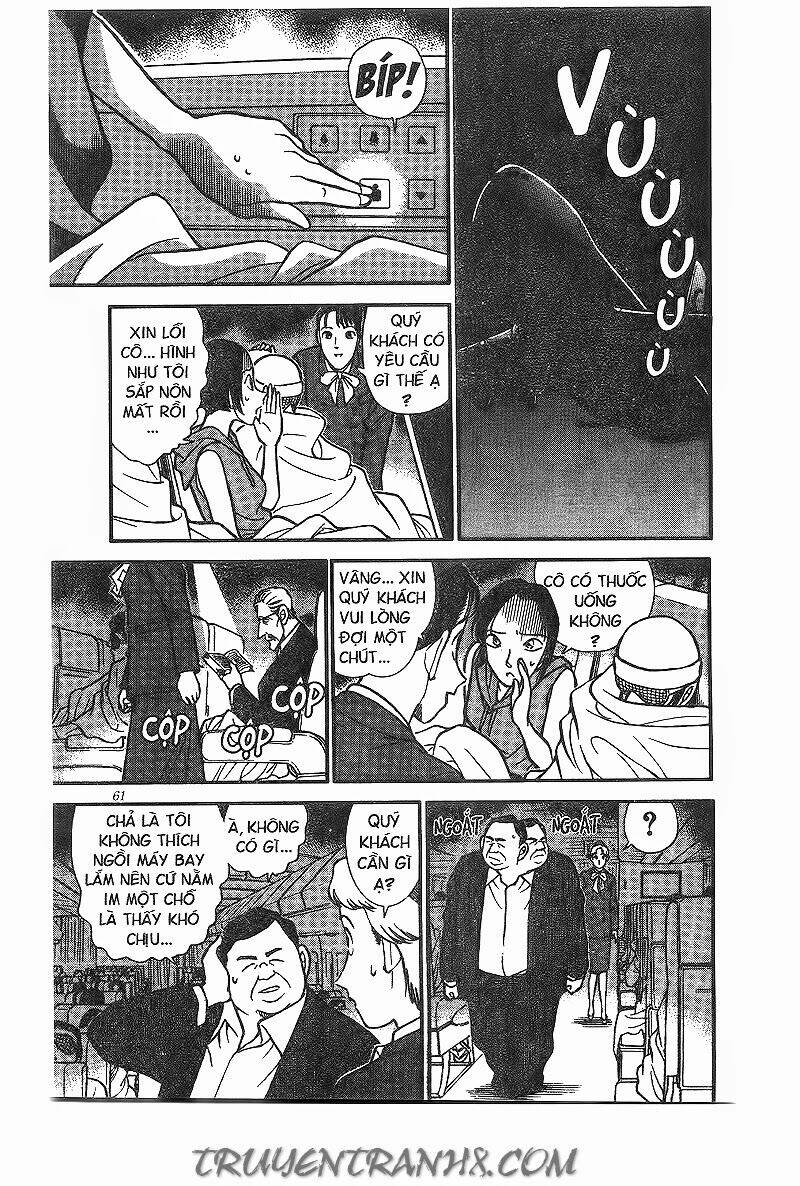 BÍP!
VÙÙÙÙÙÙ
QUÝ
KHÁCH CÓ
YÊU CẦU
GÌ THẾ Ạ
?
XIN LỖI
CÔ... HÌNH
NHƯ TÔI
SẮP NÔN
MẤT RỒI
...
CÔ CÓ THUỐC
UỐNG
KHÔNG
?
VÂNG... XIN
QUÝ KHÁCH
VUI LÒNG
ĐỢI MỘT
CHÚT...
CỘP
CỘP
CỘP
61
?
NGOẮT
NGOẮT
QUÝ
KHÁCH
CẦN GÌ
Ạ?
À, KHÔNG
CÓ GÌ...
CHẢ LÀ TÔI
KHÔNG THÍCH
NGỒI MÁY BAY
LẮM NÊN CỨ NẰM
IM MỘT CHỖ
LÀ THẤY KHÓ
CHỊU...
TRUYENTRANH8.COM